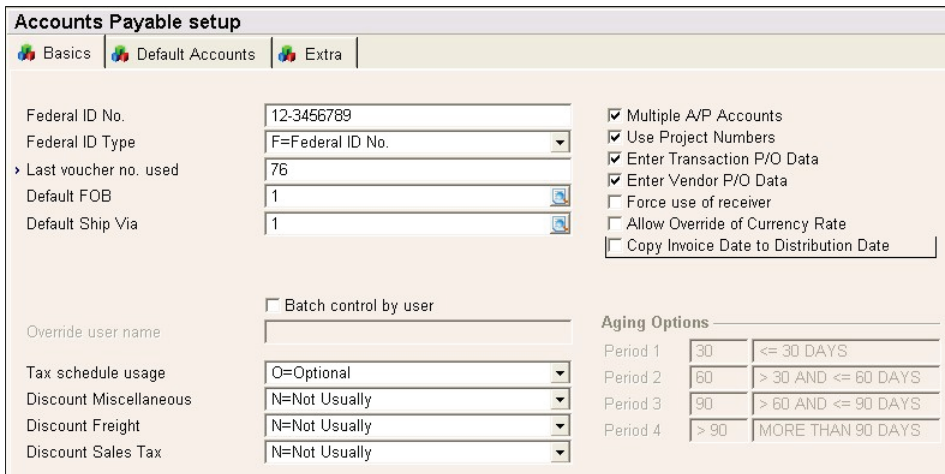 Accounts Payable setup
Basics
Default Accounts
Extra
Federal ID No.
12-3456789
Federal ID Type
F=Federal ID No.
Last voucher no. used
76
Default FOB
1
Default Ship Via
1
Multiple A/P Accounts
Use Project Numbers
Enter Transaction P/O Data
Enter Vendor P/O Data
Force use of receiver
Allow Override of Currency Rate
Copy Invoice Date to Distribution Date
Batch control by user
Override user name
Tax schedule usage
O=Optional
Discount Miscellaneous
N=Not Usually
Discount Freight
N=Not Usually
Discount Sales Tax
N=Not Usually
Aging Options
Period 1 30 <= 30 DAYS
Period 2 60 > 30 AND <= 60 DAYS
Period 3 90 > 60 AND <= 90 DAYS
Period 4 > 90 MORE THAN 90 DAYS